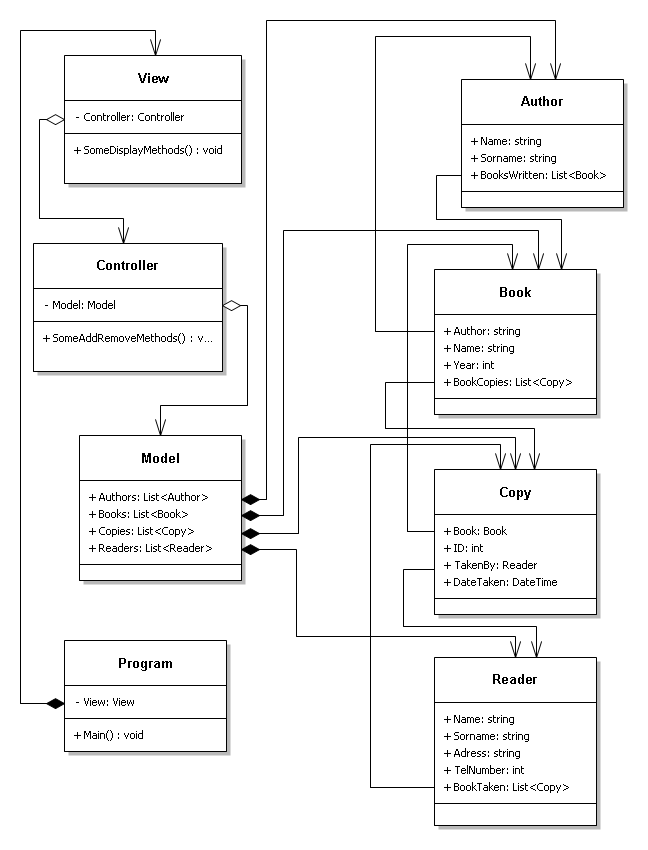 View
- Controller: Controller
+ SomeDisplayMethods() : void
Controller
- Model: Model
+ SomeAddRemoveMethods() : v...
Model
+ Authors: List<Author>
+ Books: List<Book>
+ Copies: List<Copy>
+ Readers: List<Reader>
Program
- View: View
+ Main() : void
Author
+ Name: string
+ Sorname: string
+ BooksWritten: List<Book>
Book
+ Author: string
+ Name: string
+ Year: int
+ BookCopies: List<Copy>
Copy
+ Book: Book
+ ID: int
+ TakenBy: Reader
+ DateTaken: DateTime
Reader
+ Name: string
+ Sorname: string
+ Adress: string
+ TelNumber: int
+ BookTaken: List<Copy>